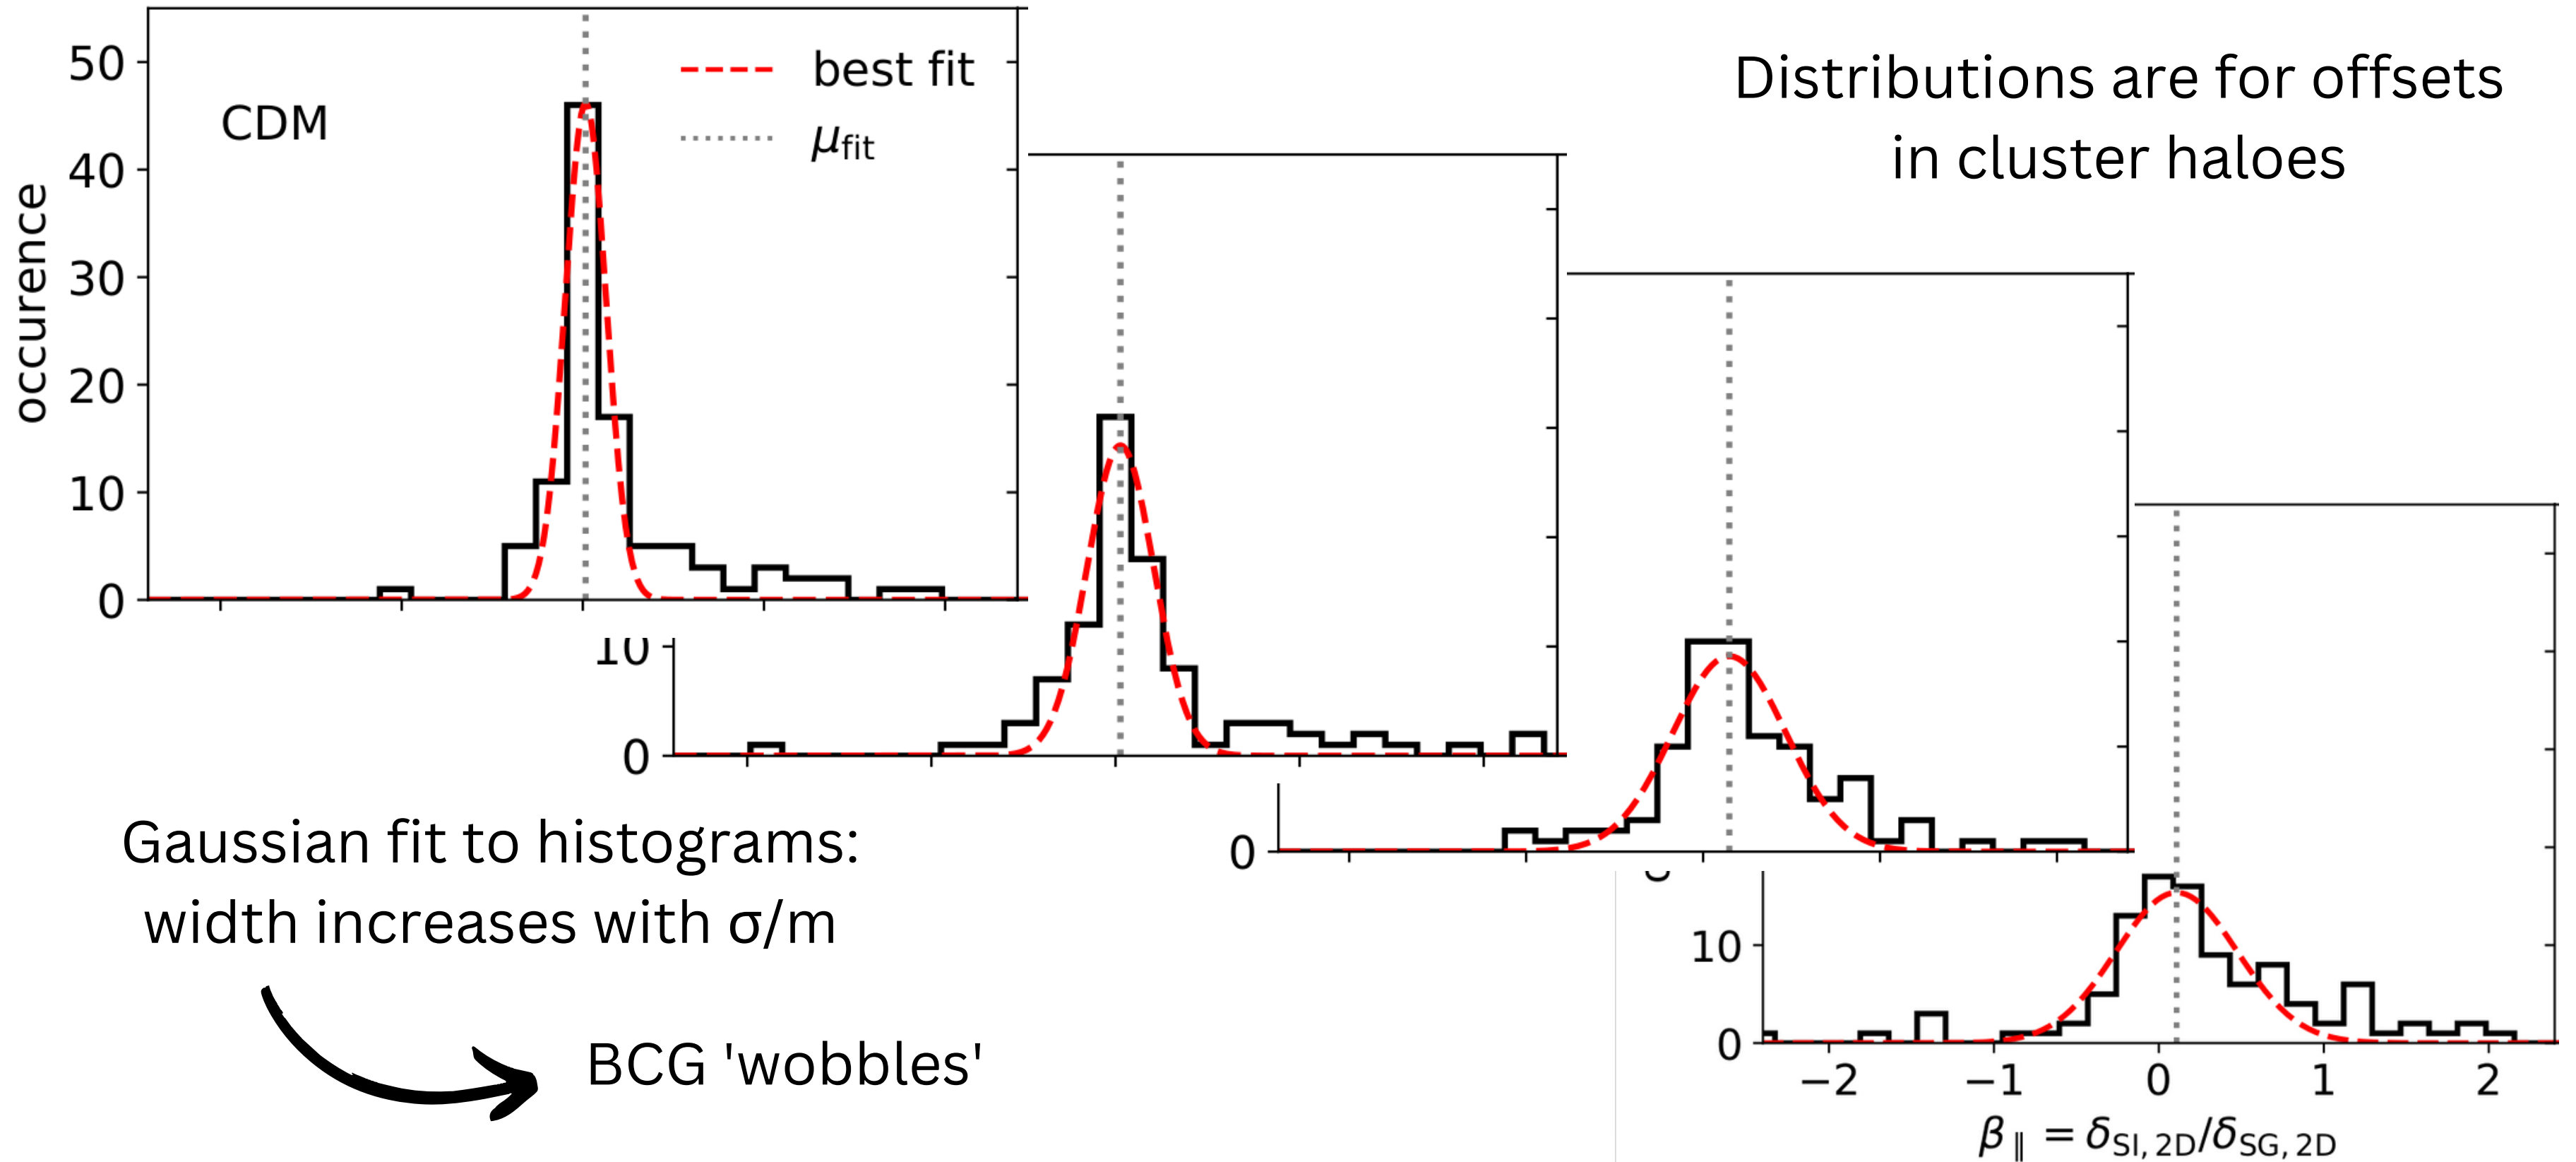 50
40
30
20
10
0
occurence
CDM
best fit
μfit
Distributions are for offsets
in cluster haloes
10
0
0
Gaussian fit to histograms:
width increases with σ/m
BCG 'wobbles'
10
0
−2 −1 0 1 2
β∥ = δSI, 2D/δSG, 2D